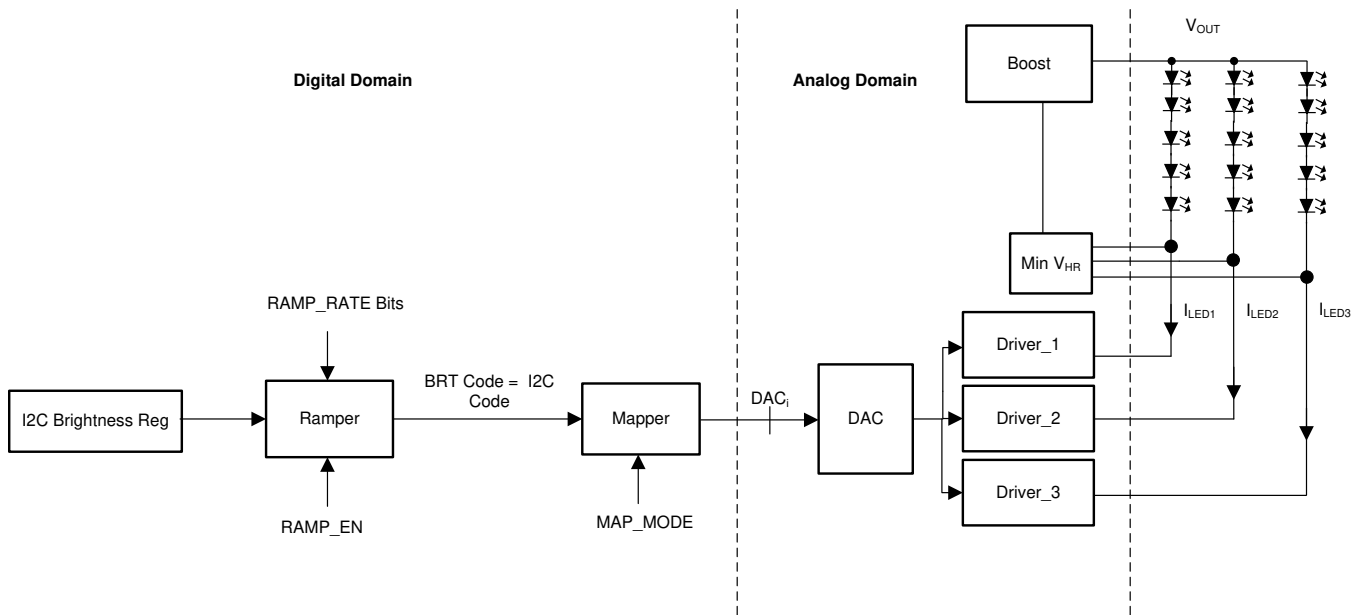 V_OUT
Boost
Digital Domain
Analog Domain
Min V_HR
RAMP_RATE Bits
I_LED1
I_LED2
I_LED3
Driver_1
BRT Code = I2C
Code
DAC_i
I2C Brightness Reg
Ramper
Mapper
DAC
Driver_2
Driver_3
RAMP_EN
MAP_MODE